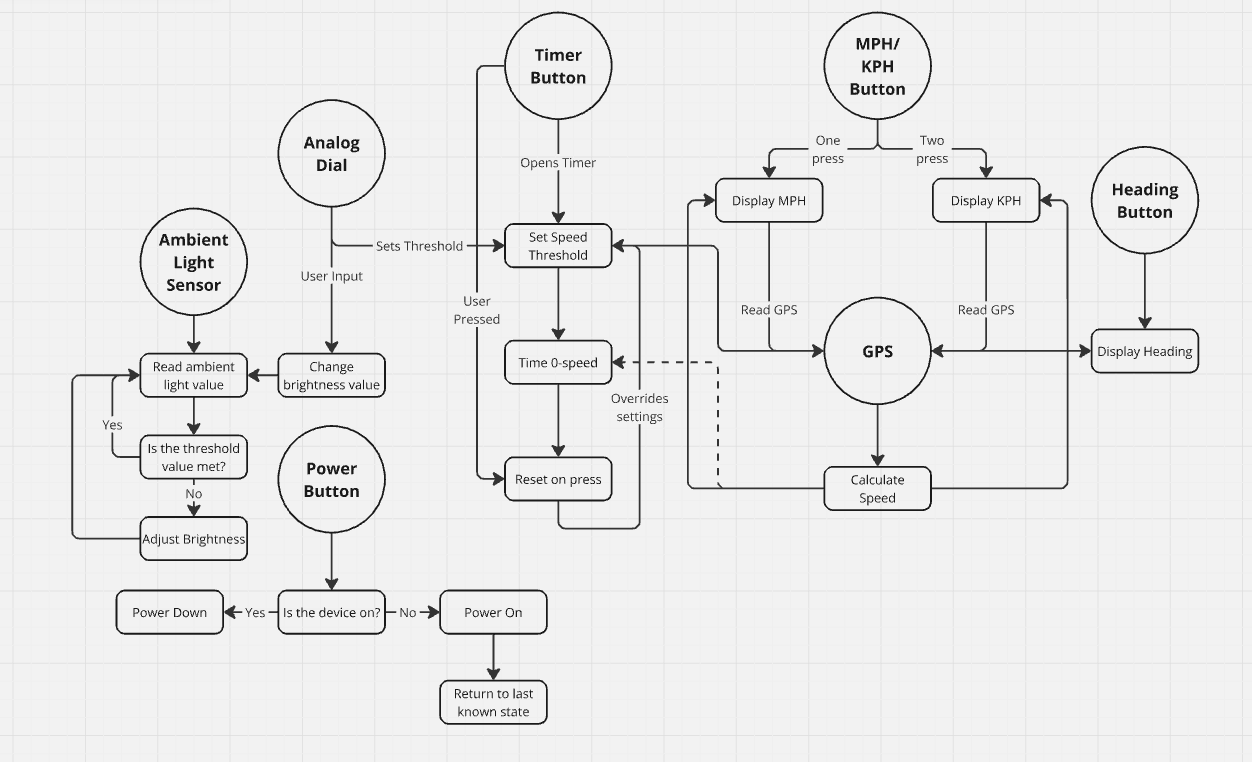 Timer
Button
MPH/
KPH
Button
Analog
Dial
One
press
Two
press
Opens Timer
Heading
Button
Display MPH
Display KPH
Ambient
Light
Sensor
Sets Threshold
Set Speed
Threshold
User Input
User
Pressed
Read GPS
Read GPS
GPS
Display Heading
Read ambient
light value
Change
brightness value
Time 0-speed
Overrides
settings
Yes
Is the threshold
value met?
Power
Button
Reset on press
Calculate
Speed
No
Adjust Brightness
Power Down
Yes
Is the device on?
No
Power On
Return to last
known state